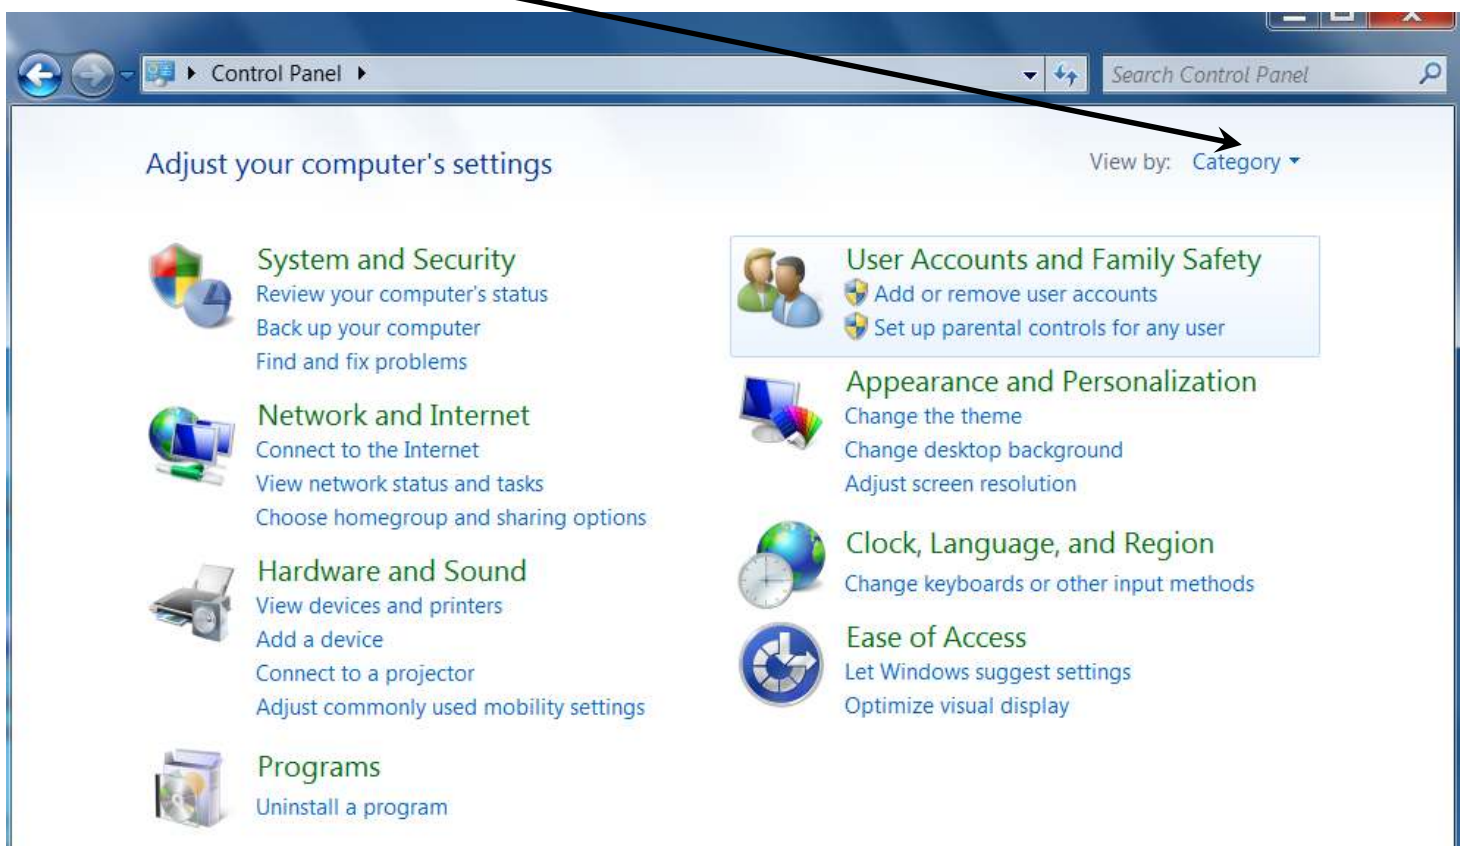 Control Panel
Search Control Panel
Adjust your computer's settings
View by: Category
System and Security
Review your computer's status
Back up your computer
Find and fix problems
Network and Internet
Connect to the Internet
View network status and tasks
Choose homegroup and sharing options
Hardware and Sound
View devices and printers
Add a device
Connect to a projector
Adjust commonly used mobility settings
Programs
Uninstall a program
User Accounts and Family Safety
Add or remove user accounts
Set up parental controls for any user
Appearance and Personalization
Change the theme
Change desktop background
Adjust screen resolution
Clock, Language, and Region
Change keyboards or other input methods
Ease of Access
Let Windows suggest settings
Optimize visual display